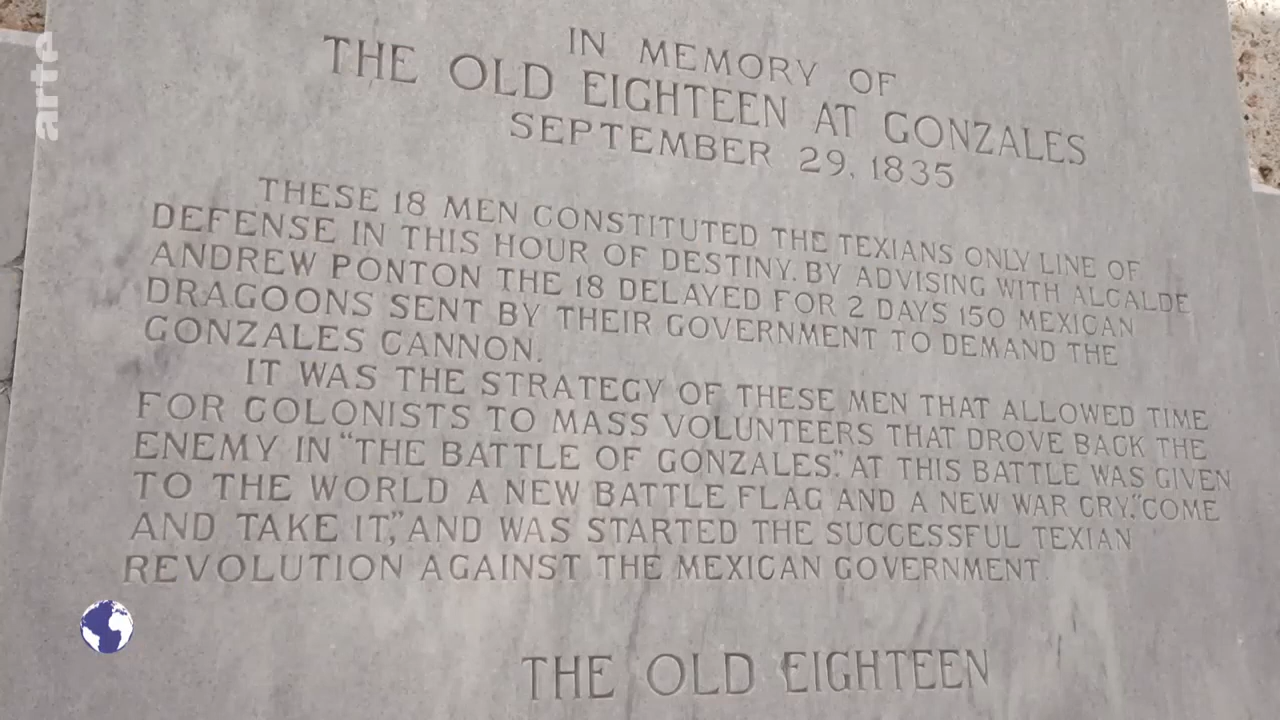 arte
IN MEMORY OF
THE OLD EIGHTEEN AT GONZALES
SEPTEMBER 29, 1835
THESE 18 MEN CONSTITUTED THE TEXIANS ONLY LINE OF
DEFENSE IN THIS HOUR OF DESTINY. BY ADVISING WITH ALCALDE
ANDREW PONTON THE 18 DELAYED FOR 2 DAYS 150 MEXICAN
DRAGOONS SENT BY THEIR GOVERNMENT TO DEMAND THE
GONZALES CANNON.
IT WAS THE STRATEGY OF THESE MEN THAT ALLOWED TIME
FOR COLONISTS TO MASS VOLUNTEERS THAT DROVE BACK THE
ENEMY IN “THE BATTLE OF GONZALES.” AT THIS BATTLE WAS GIVEN
TO THE WORLD A NEW BATTLE FLAG AND A NEW WAR CRY, “COME
AND TAKE IT,” AND WAS STARTED THE SUCCESSFUL TEXIAN
REVOLUTION AGAINST THE MEXICAN GOVERNMENT.
THE OLD EIGHTEEN